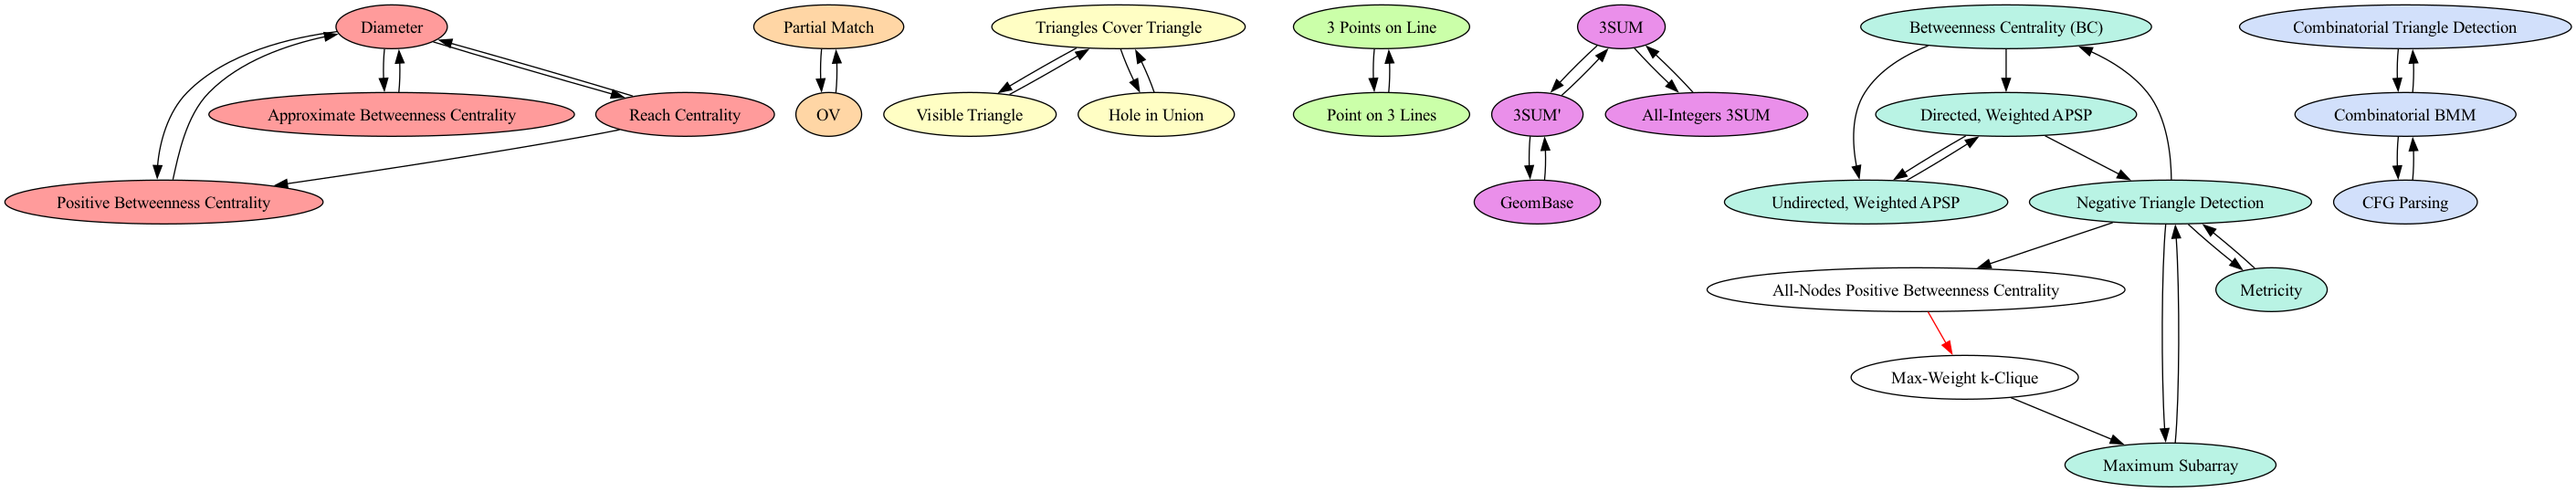 Diameter
Partial Match
Triangles Cover Triangle
3 Points on Line
3SUM
Betweenness Centrality (BC)
Combinatorial Triangle Detection
Approximate Betweenness Centrality
Reach Centrality
OV
Visible Triangle
Hole in Union
Point on 3 Lines
3SUM'
All-Integers 3SUM
Directed, Weighted APSP
Combinatorial BMM
Positive Betweenness Centrality
GeomBase
Undirected, Weighted APSP
Negative Triangle Detection
CFG Parsing
All-Nodes Positive Betweenness Centrality
Metricity
Max-Weight k-Clique
Maximum Subarray